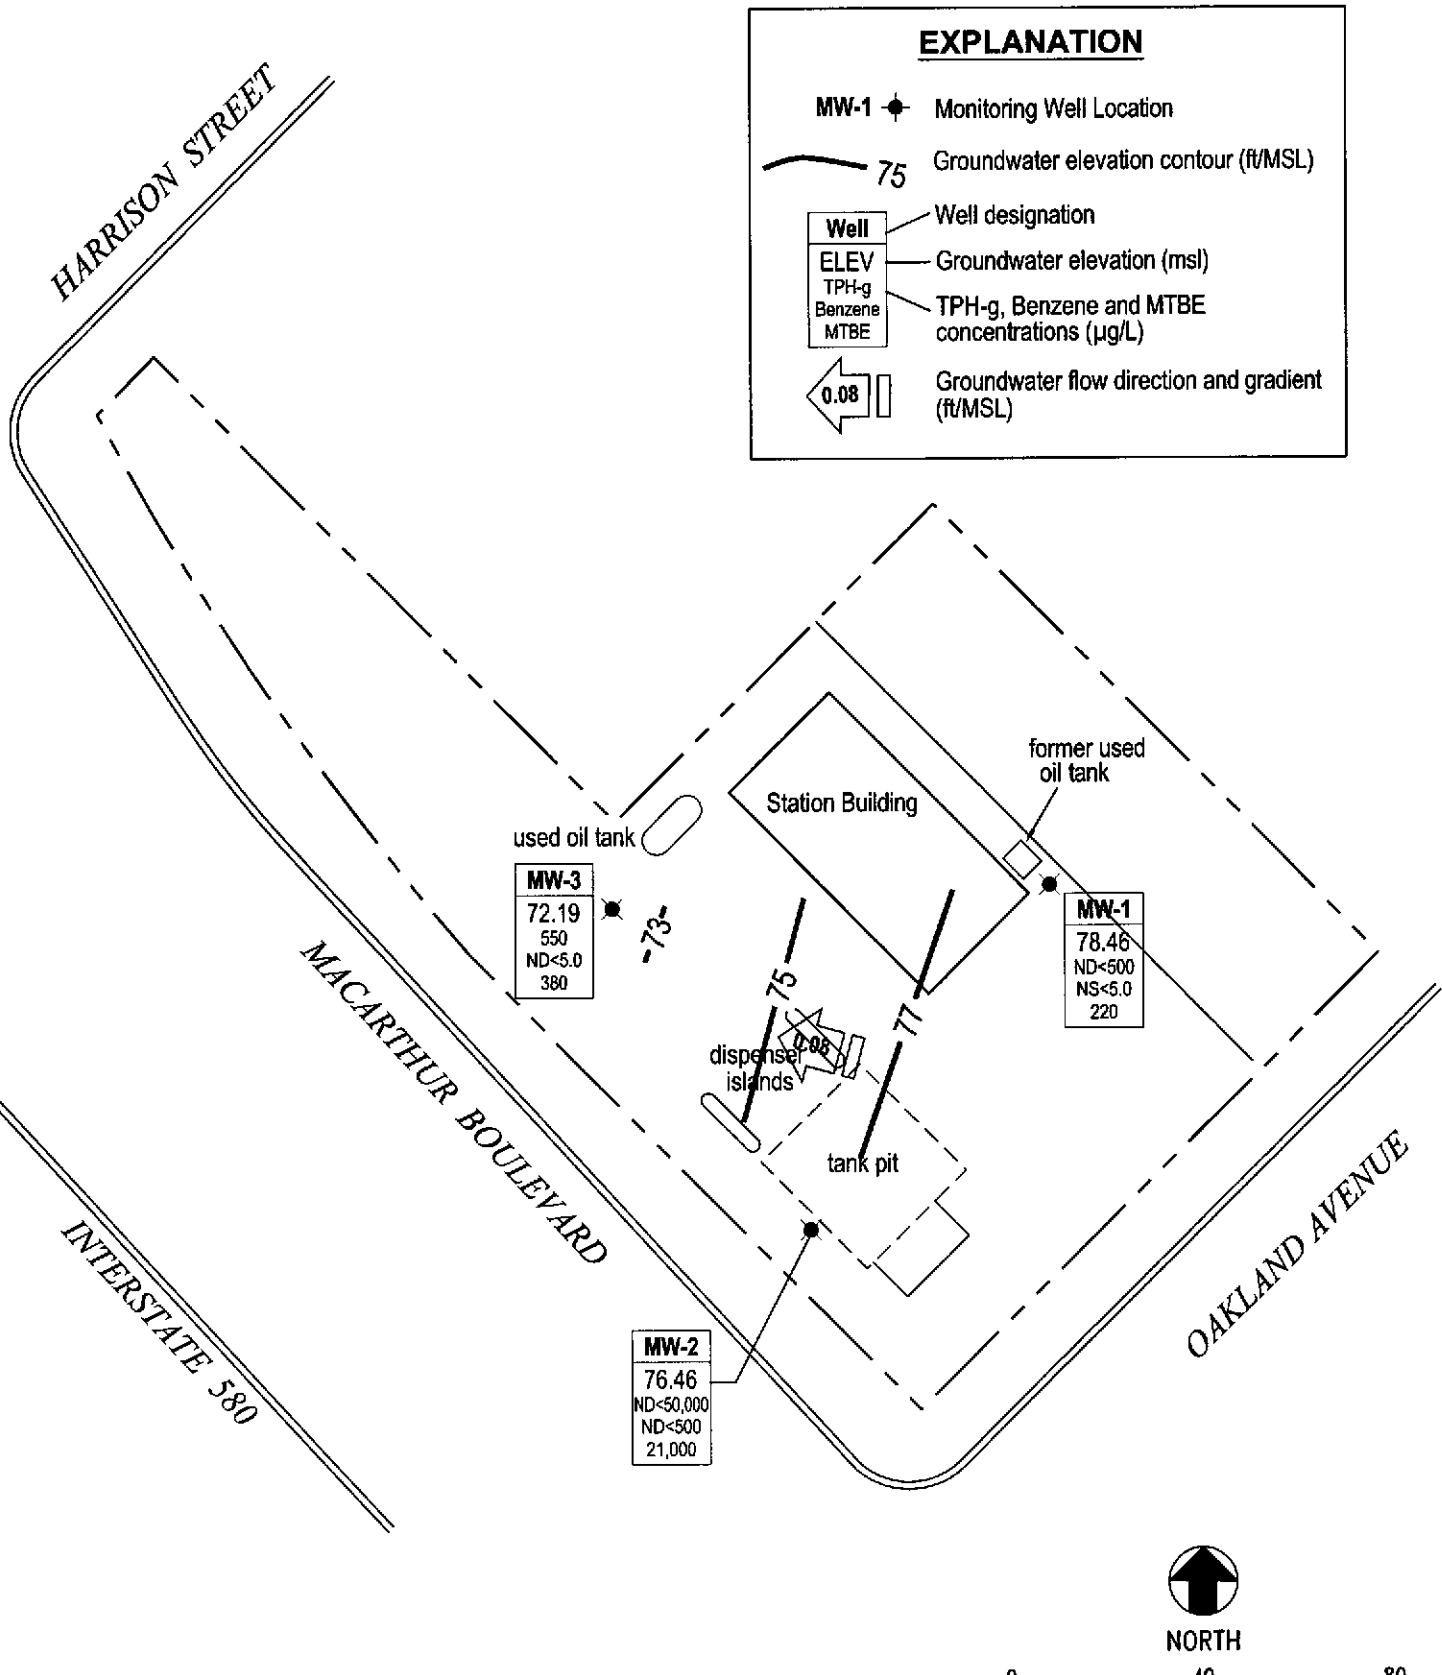 EXPLANATION
MW-1 Monitoring Well Location
75 Groundwater elevation contour (ft/MSL)
Well
ELEV
TPH-g
Benzene
MTBE
Well designation
Groundwater elevation (msl)
TPH-g, Benzene and MTBE
concentrations (µg/L)
0.08
Groundwater flow direction and gradient
(ft/MSL)
HARRISON STREET
former used
oil tank
Station Building
used oil tank
MW-3
72.19
550
ND<5.0
380
-73-
75
77
MW-1
78.46
ND<500
NS<5.0
220
0.08
dispenser
islands
tank pit
MACARTHUR BOULEVARD
INTERSTATE 580
OAKLAND AVENUE
MW-2
76.46
ND<50,000
ND<500
21,000
NORTH